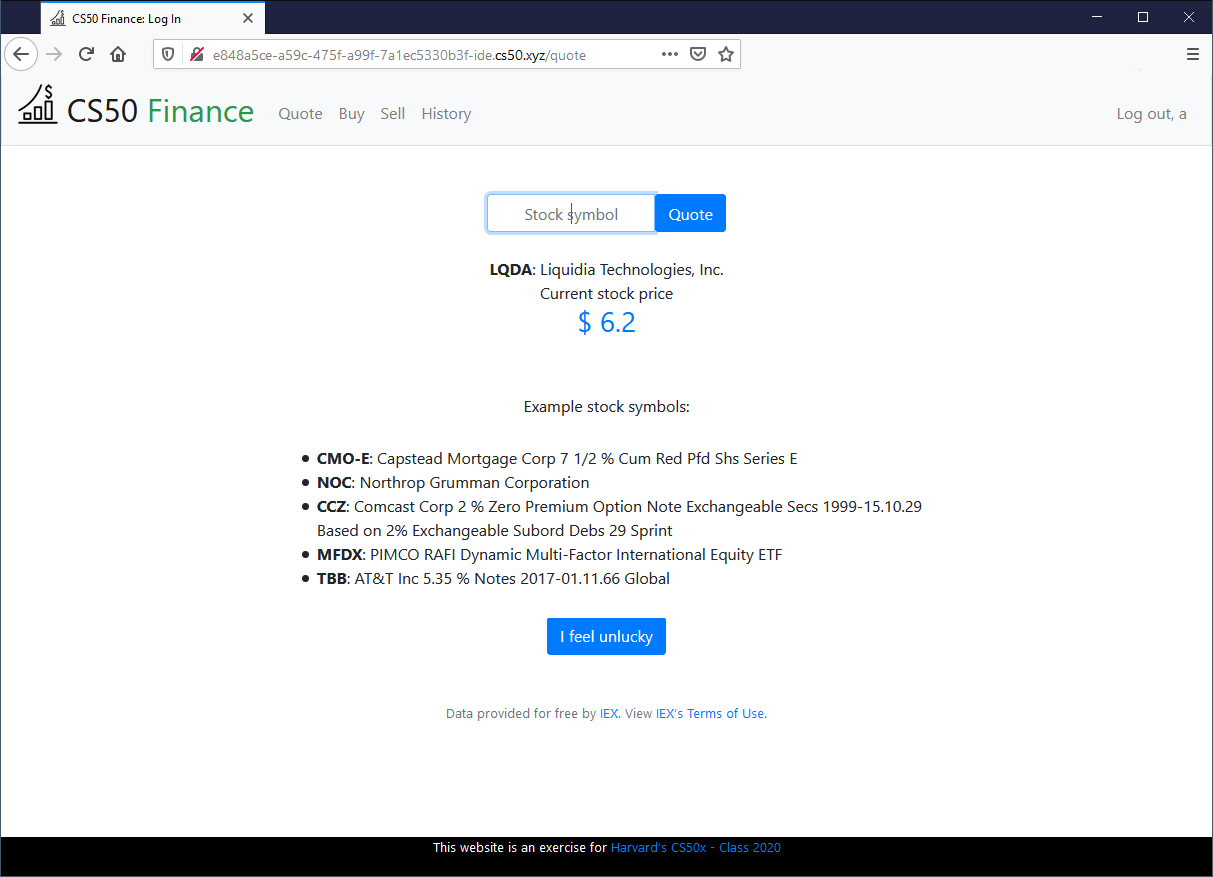 CS50 Finance: Log In
e848a5ce-a59c-475f-a99f-7a1ec5330b3f-ide.cs50.xyz/quote
CS50 Finance Quote Buy Sell History Log out, a
Stock symbol Quote
LQDA: Liquidia Technologies, Inc.
Current stock price
$ 6.2
Example stock symbols:
CMO-E: Capstead Mortgage Corp 7 1/2 % Cum Red Pfd Shs Series E
NOC: Northrop Grumman Corporation
CCZ: Comcast Corp 2 % Zero Premium Option Note Exchangeable Secs 1999-15.10.29
Based on 2% Exchangeable Subord Debs 29 Sprint
MFDX: PIMCO RAFI Dynamic Multi-Factor International Equity ETF
TBB: AT&T Inc 5.35 % Notes 2017-01.11.66 Global
I feel unlucky
Data provided for free by IEX. View IEX's Terms of Use.
This website is an exercise for Harvard's CS50x - Class 2020